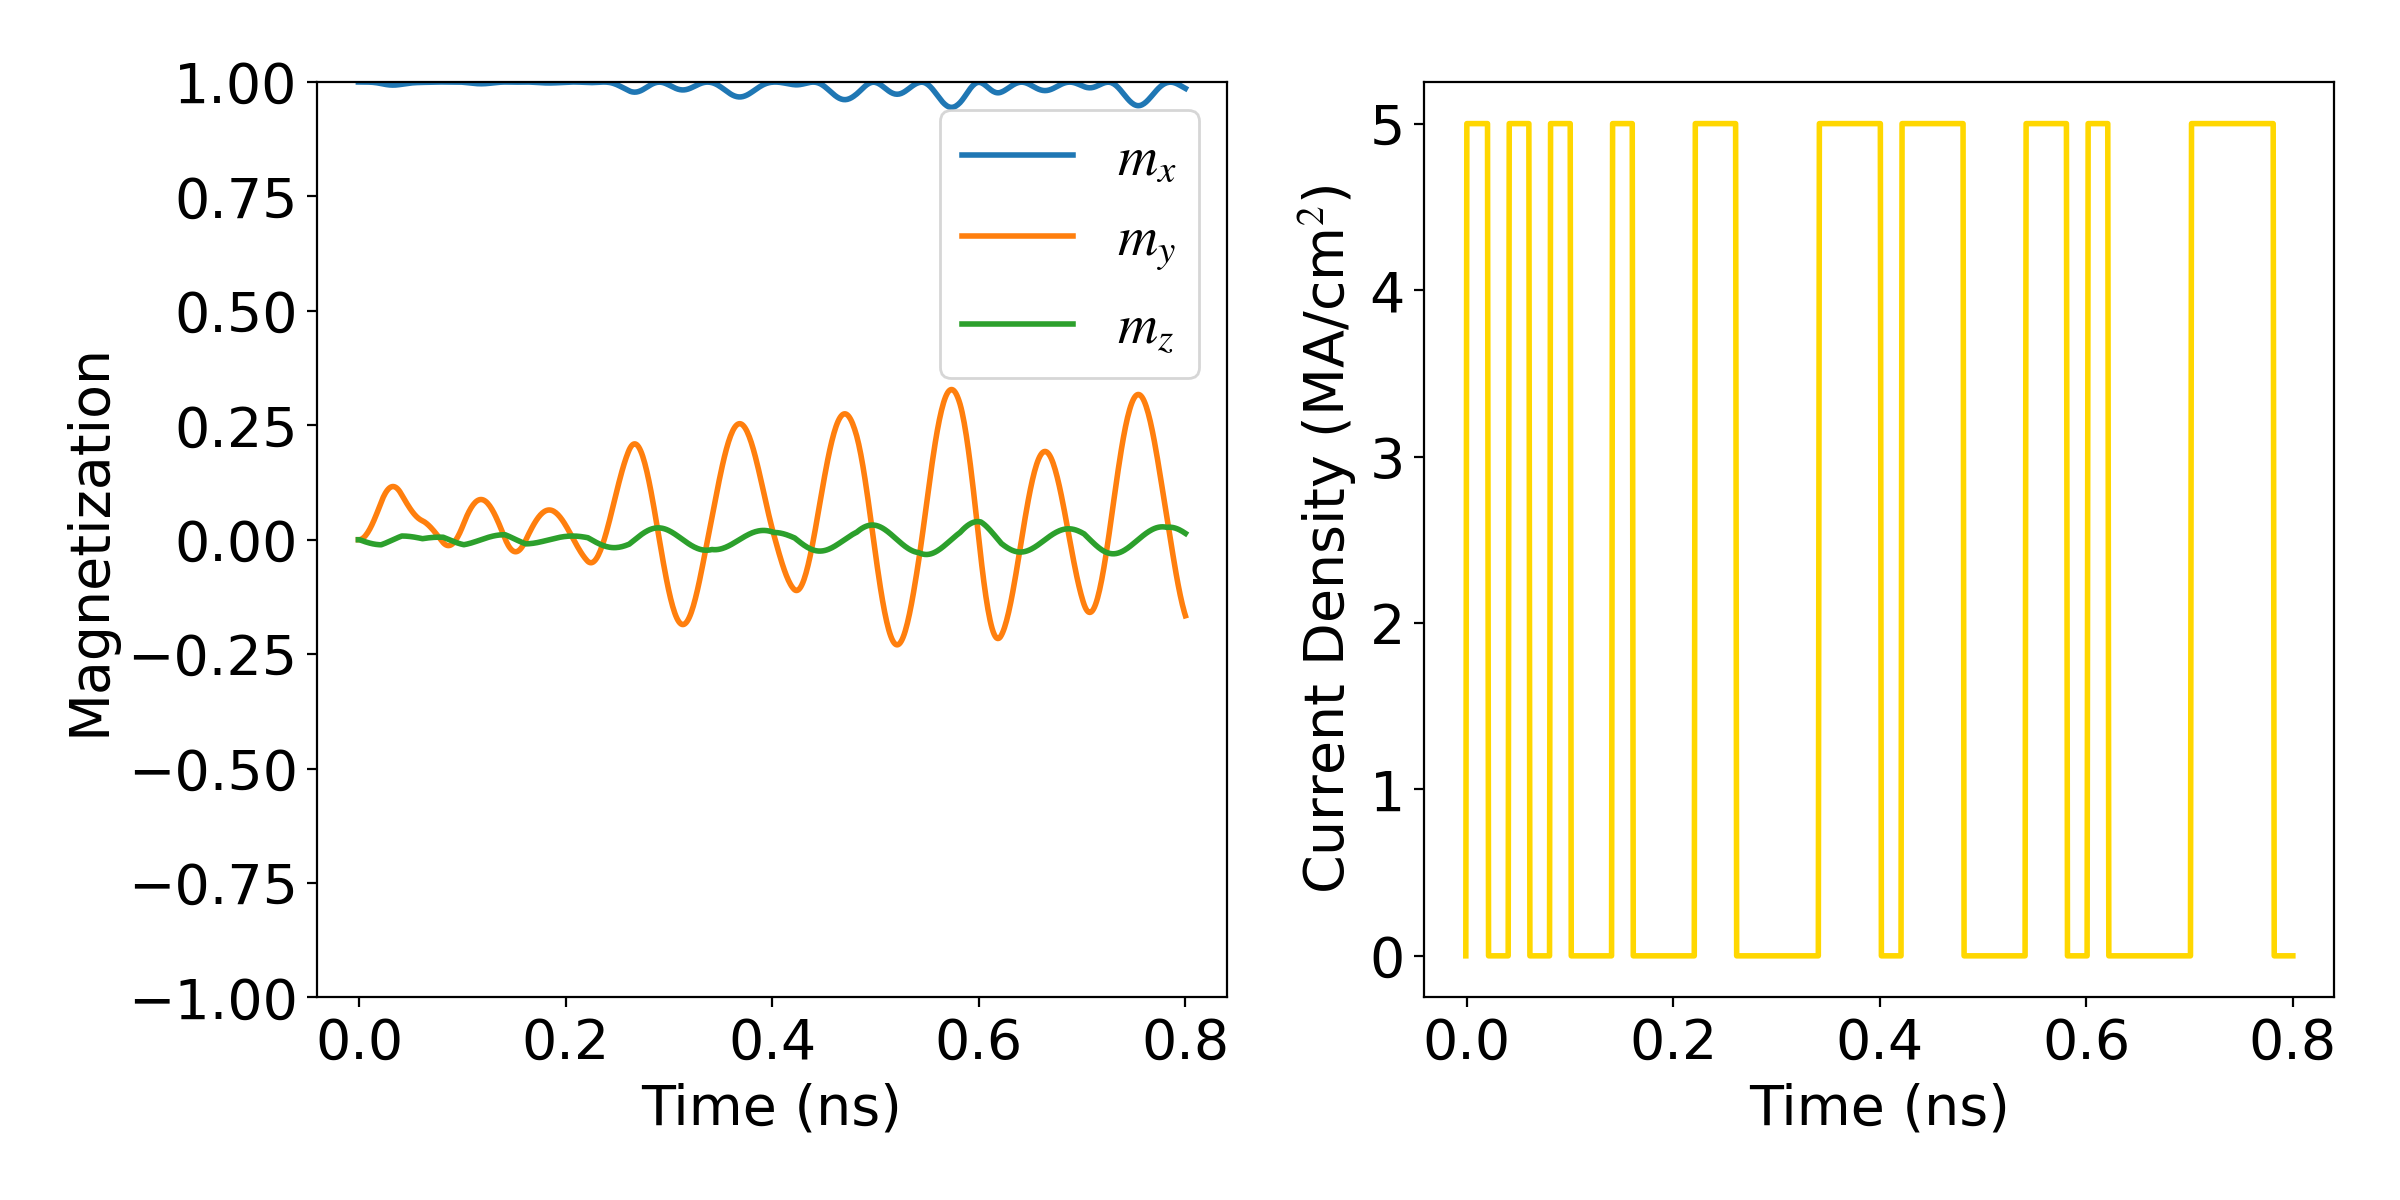 Magnetization
1.00
0.75
0.50
0.25
0.00
−0.25
−0.50
−0.75
−1.00
0.0 0.2 0.4 0.6 0.8
Time (ns)
m_x
m_y
m_z
Current Density (MA/cm²)
5
4
3
2
1
0
0.0 0.2 0.4 0.6 0.8
Time (ns)